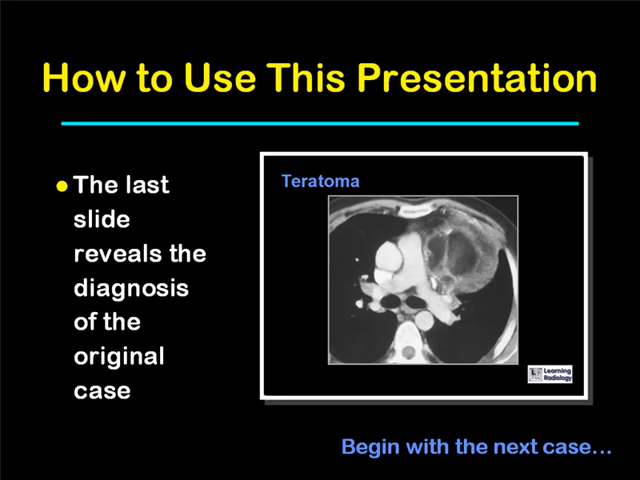 How to Use This Presentation
The last
slide
reveals the
diagnosis
of the
original
case
Teratoma
Learning
Radiology
Begin with the next case...